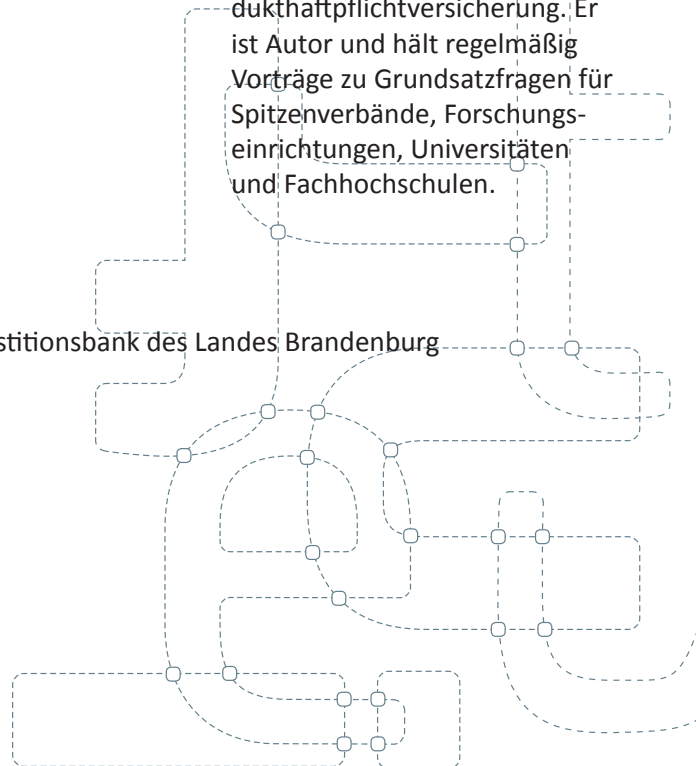 dukthaftpflichtversicherung. Er
ist Autor und hält regelmäßig
Vorträge zu Grundsatzfragen für
Spitzenverbände, Forschungs-
einrichtungen, Universitäten
und Fachhochschulen.
stitionsbank des Landes Brandenburg